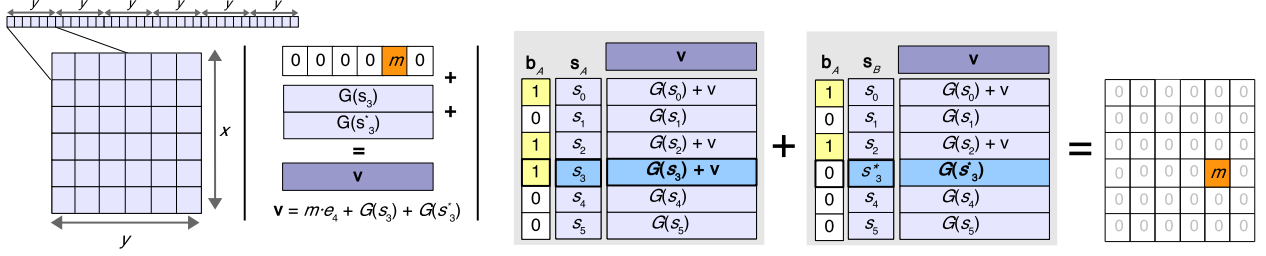 y y y y y y
x
y
0 0 0 0 m 0
+
G(s3)
+
G(s*3)
=
v
v = m·e4 + G(s3) + G(s*3)
bA sA v
1 s0 G(s0) + v
0 s1 G(s1)
1 s2 G(s2) + v
1 s3 G(s3) + v
0 s4 G(s4)
0 s5 G(s5)
+
bA sB v
1 s0 G(s0) + v
0 s1 G(s1)
1 s2 G(s2) + v
0 s*3 G(s*3)
0 s4 G(s4)
0 s5 G(s5)
=
0 0 0 0 0 0
0 0 0 0 0 0
0 0 0 0 0 0
0 0 0 0 m 0
0 0 0 0 0 0
0 0 0 0 0 0